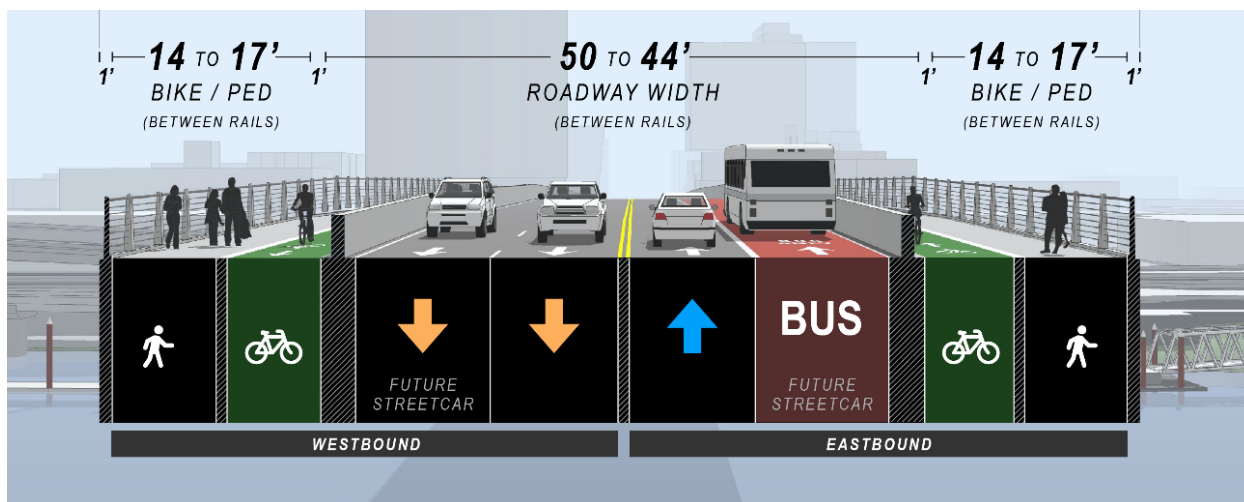 14 TO 17'
BIKE / PED
(BETWEEN RAILS)
50 TO 44'
ROADWAY WIDTH
(BETWEEN RAILS)
14 TO 17'
BIKE / PED
(BETWEEN RAILS)
1'
1'
1'
1'
BUS
FUTURE
STREETCAR
BUS
FUTURE
STREETCAR
WESTBOUND
EASTBOUND